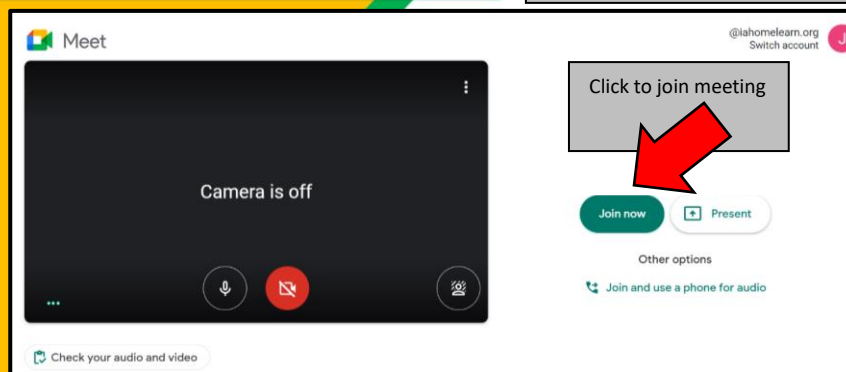 Meet
@iahomelearn.org
Switch account
J
Click to join meeting
Camera is off
Join now
Present
Other options
Join and use a phone for audio
Check your audio and video